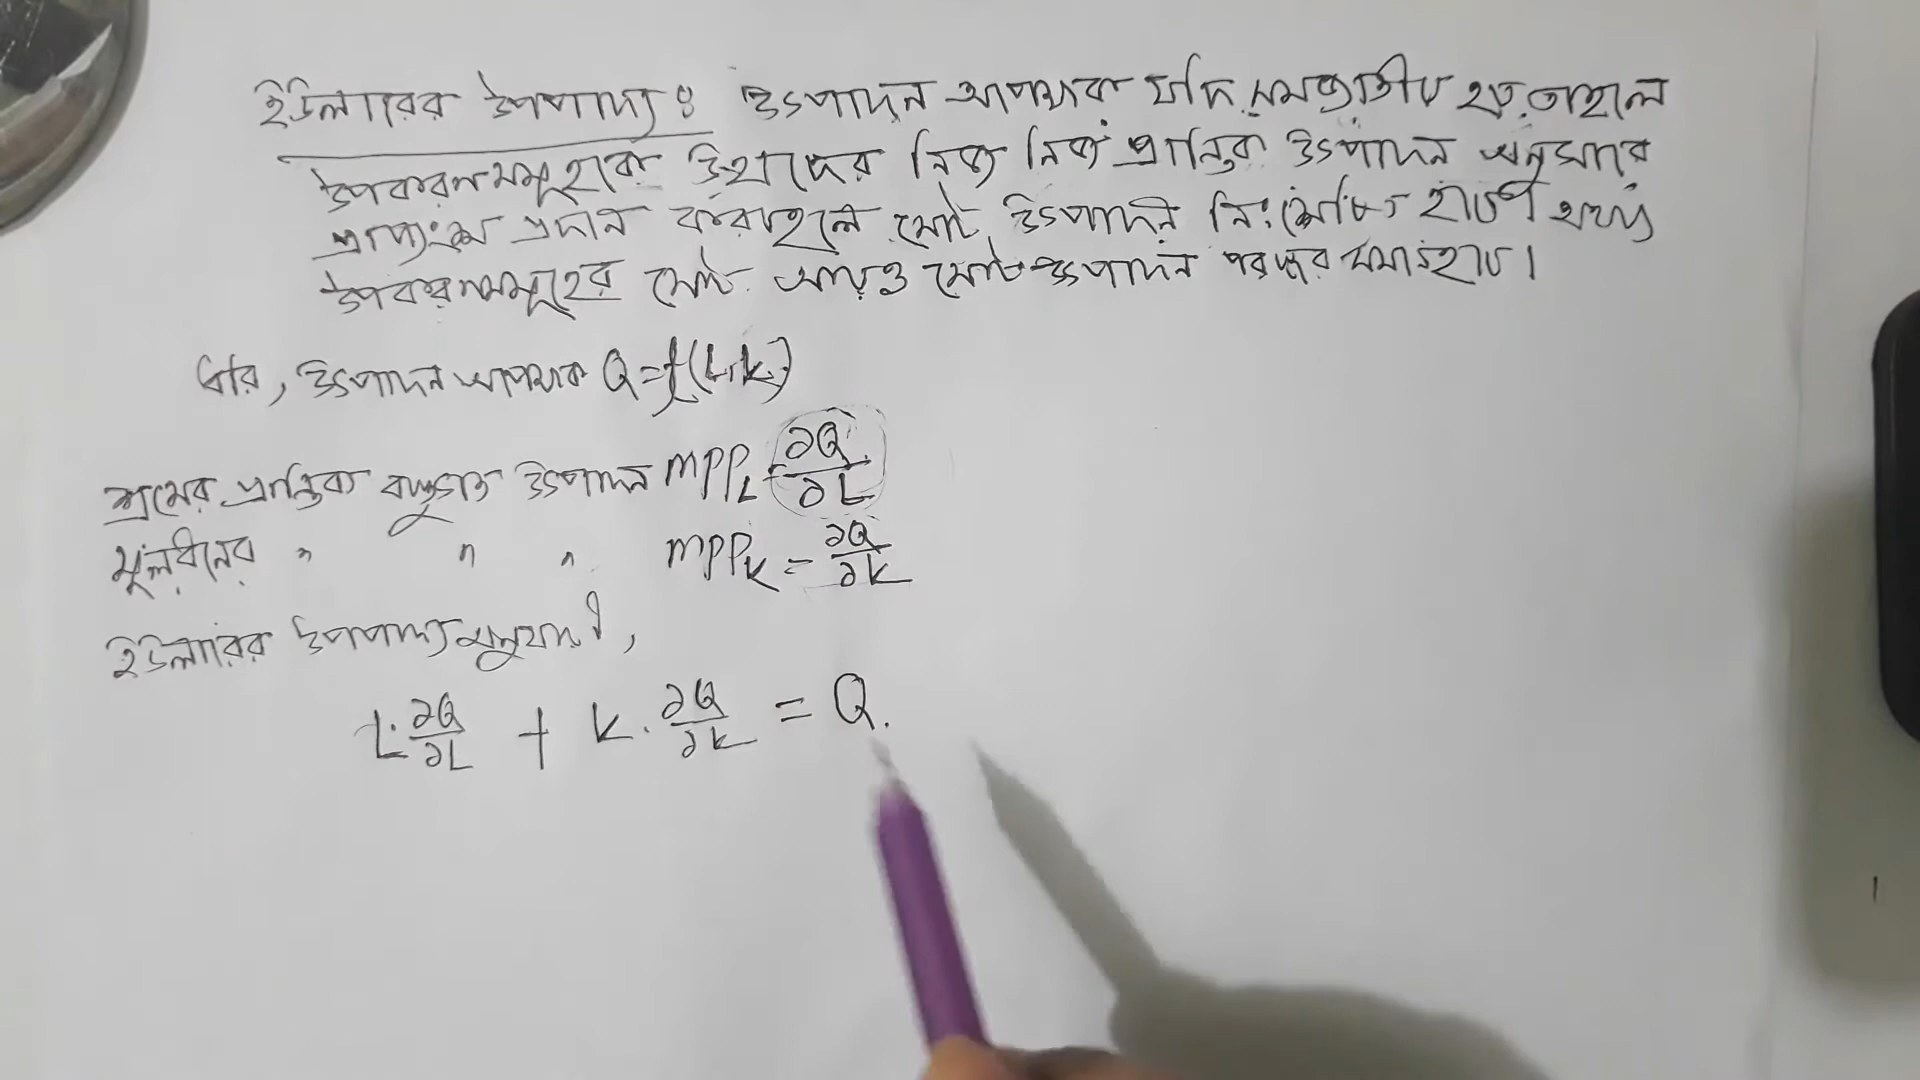 ইউলারের উপপাদ্য : উৎপাদন অপেক্ষক যদি সমজাতীয় হয় তাহলে
উপকরণসমূহকে উহাদের নিজ নিজ প্রান্তিক উৎপাদন অনুসারে
প্রাপ্যাংশ প্রদান করা হলে মোট উৎপাদন নিঃশেষিত হবে। অর্থাৎ
উপকরণসমূহের মোট আয় ও মোট উৎপাদন পরস্পর সমান হবে।
ধরি, উৎপাদন অপেক্ষক Q = f(L, K)
শ্রমের প্রান্তিক বস্তুগত উৎপাদন MPP_L = ∂Q/∂L
মূলধনের " " " MPP_K = ∂Q/∂K
ইউলারের উপপাদ্য অনুযায়ী,
L·∂Q/∂L + K·∂Q/∂K = Q.